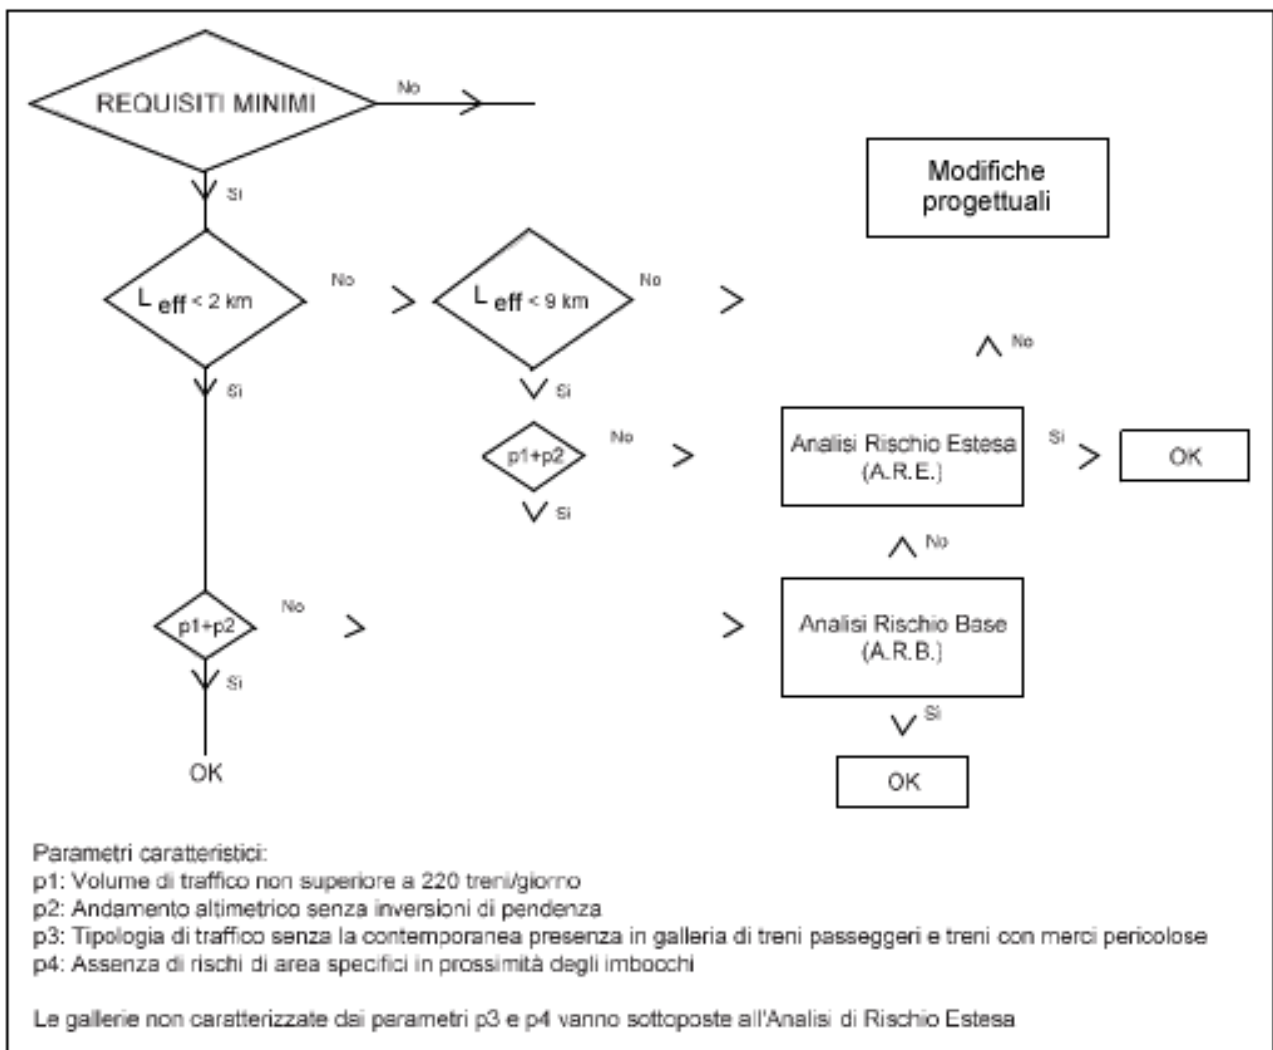 REQUISITI MINIMI
No
Si
Modifiche
progettuali
L eff < 2 km
No
L eff < 9 km
No
No
Si
Si
p1+p2
No
Analisi Rischio Estesa
(A.R.E.)
Si
OK
Si
No
p1+p2
No
Analisi Rischio Base
(A.R.B.)
Si
Si
OK
OK
Parametri caratteristici:
p1: Volume di traffico non superiore a 220 treni/giorno
p2: Andamento altimetrico senza inversioni di pendenza
p3: Tipologia di traffico senza la contemporanea presenza in galleria di treni passeggeri e treni con merci pericolose
p4: Assenza di rischi di area specifici in prossimità degli imbocchi
Le gallerie non caratterizzate dai parametri p3 e p4 vanno sottoposte all'Analisi di Rischio Estesa